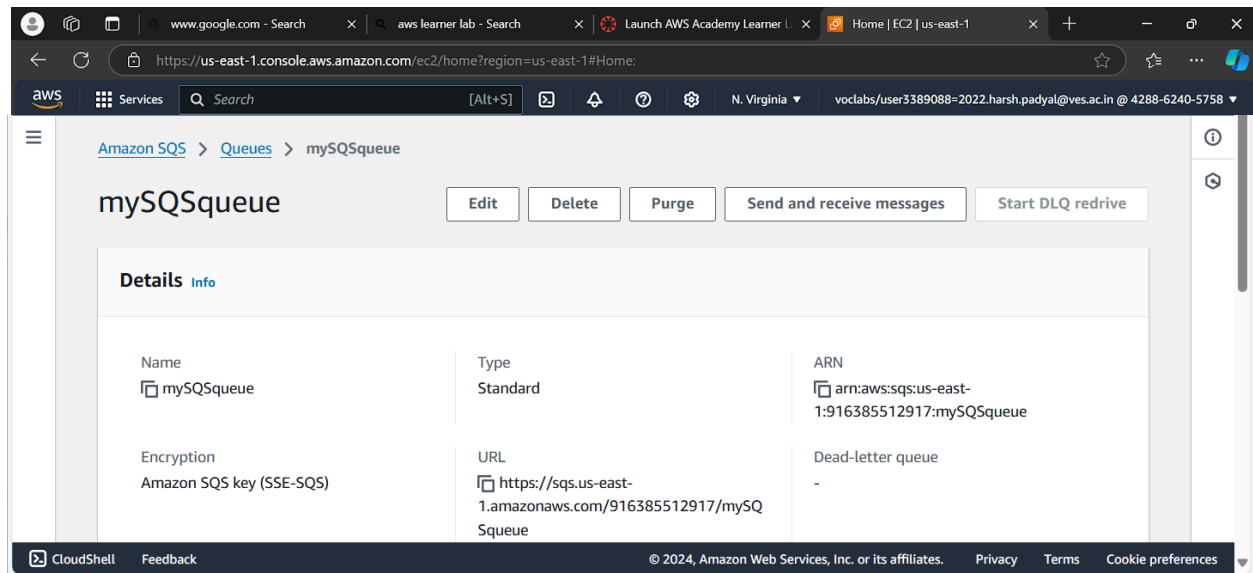 www.google.com - Search
aws learner lab - Search
Launch AWS Academy Learner L
Home | EC2 | us-east-1
https://us-east-1.console.aws.amazon.com/ec2/home?region=us-east-1#Home:
aws
Services
Search
[Alt+S]
N. Virginia
voclabs/user3389088=2022.harsh.padyal@ves.ac.in @ 4288-6240-5758
Amazon SQS > Queues > mySQSqueue
mySQSqueue
Edit
Delete
Purge
Send and receive messages
Start DLQ redrive
Details Info
Name
mySQSqueue
Type
Standard
ARN
arn:aws:sqs:us-east-
1:916385512917:mySQSqueue
Encryption
Amazon SQS key (SSE-SQS)
URL
https://sqs.us-east-
1.amazonaws.com/916385512917/mySQ
Squeue
Dead-letter queue
-
CloudShell
Feedback
© 2024, Amazon Web Services, Inc. or its affiliates.
Privacy
Terms
Cookie preferences